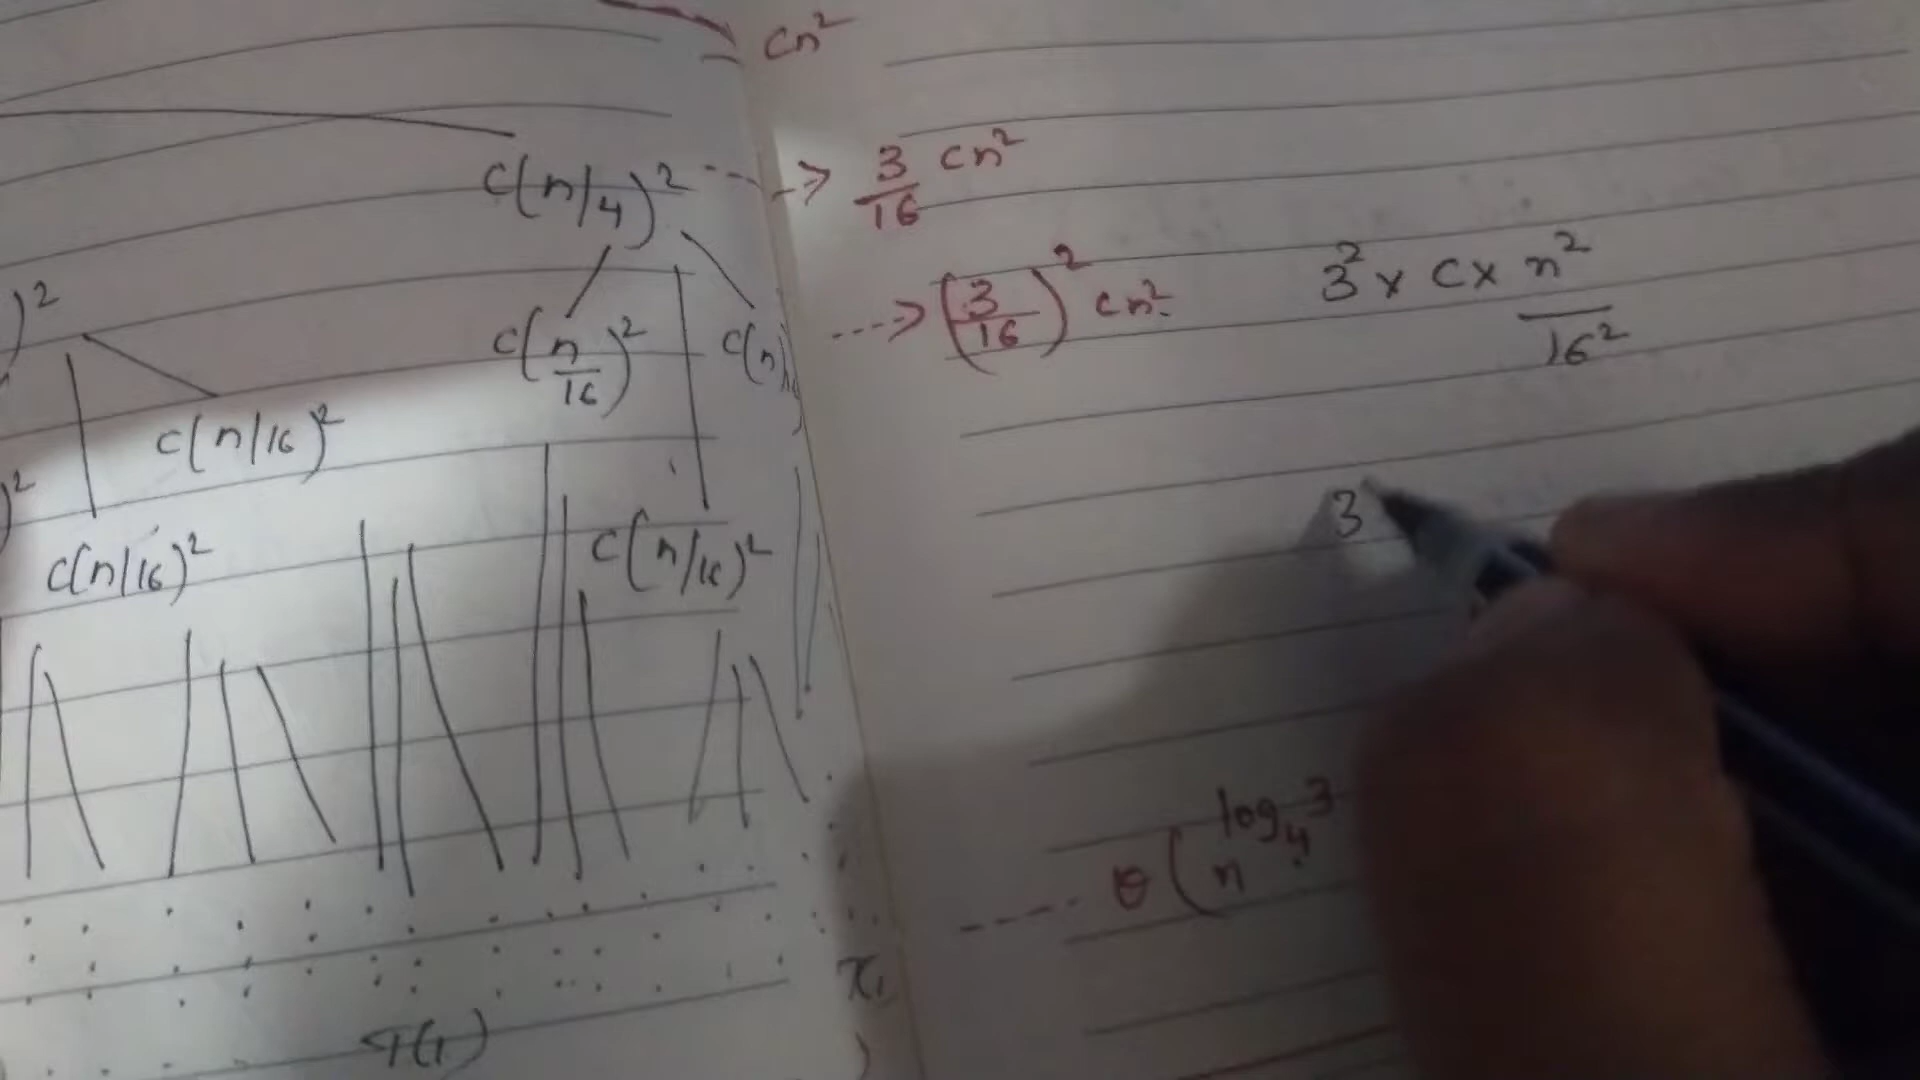 cn²
c(n/4)² ---> 3/16 cn²
)²
c(n/16)² c(n ---> (3/16)² cn² 3² x c x n²/16²
c(n/16)²
)²
c(n/16)² c(n/16)² 3
θ(n^log₄3
T(1)